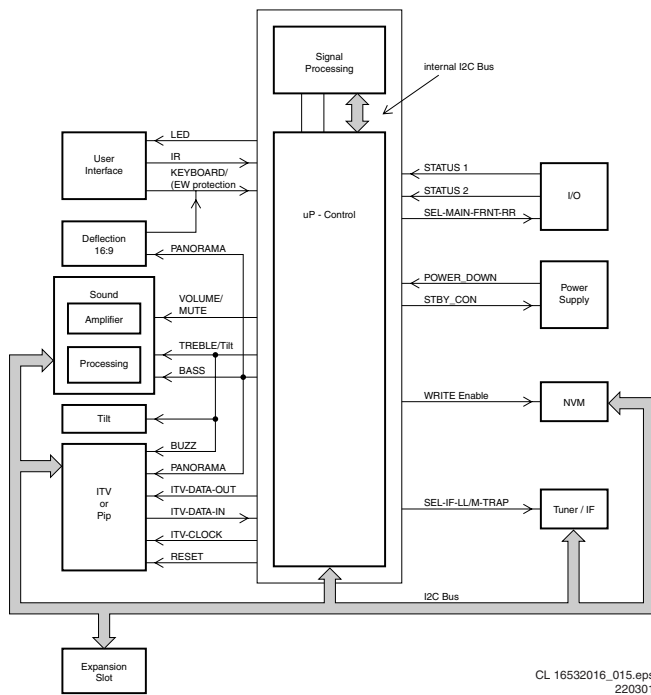 Signal
Processing
internal I2C Bus
uP - Control
User
Interface
LED
IR
KEYBOARD/
(EW protection
Deflection
16:9
PANORAMA
Sound
Amplifier
Processing
VOLUME/
MUTE
TREBLE/Tilt
BASS
Tilt
ITV
or
Pip
BUZZ
PANORAMA
ITV-DATA-OUT
ITV-DATA-IN
ITV-CLOCK
RESET
STATUS 1
STATUS 2
SEL-MAIN-FRNT-RR
I/O
POWER_DOWN
STBY_CON
Power
Supply
WRITE Enable
NVM
SEL-IF-LL/M-TRAP
Tuner / IF
I2C Bus
Expansion
Slot
CL 16532016_015.eps
220301